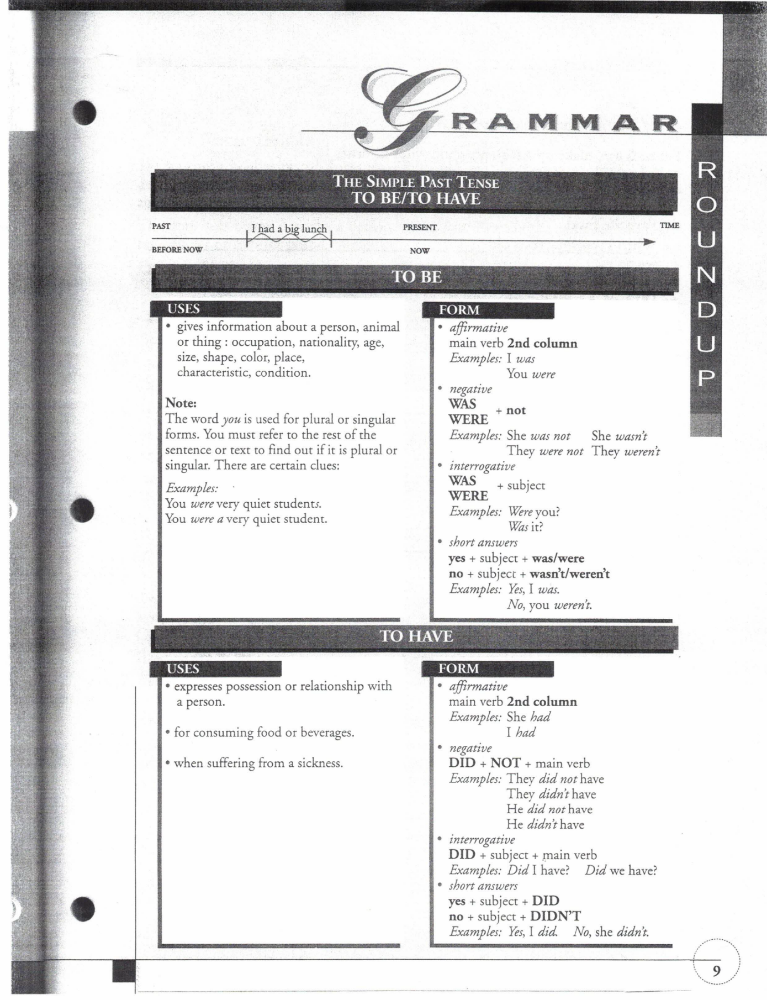 GRAMMAR
ROUNDUP
THE SIMPLE PAST TENSE
TO BE/TO HAVE
PAST
I had a big lunch
PRESENT
TIME
BEFORE NOW
NOW
TO BE
USES
• gives information about a person, animal
or thing : occupation, nationality, age,
size, shape, color, place,
characteristic, condition.
Note:
The word you is used for plural or singular
forms. You must refer to the rest of the
sentence or text to find out if it is plural or
singular. There are certain clues:
Examples:
You were very quiet students.
You were a very quiet student.
FORM
• affirmative
main verb 2nd column
Examples: I was
You were
• negative
WAS
WERE + not
Examples: She was not She wasn't
They were not They weren't
• interrogative
WAS
WERE + subject
Examples: Were you?
Was it?
• short answers
yes + subject + was/were
no + subject + wasn't/weren't
Examples: Yes, I was.
No, you weren't.
TO HAVE
USES
• expresses possession or relationship with
a person.
• for consuming food or beverages.
• when suffering from a sickness.
FORM
• affirmative
main verb 2nd column
Examples: She had
I had
• negative
DID + NOT + main verb
Examples: They did not have
They didn't have
He did not have
He didn't have
• interrogative
DID + subject + main verb
Examples: Did I have? Did we have?
• short answers
yes + subject + DID
no + subject + DIDN'T
Examples: Yes, I did. No, she didn't.
9